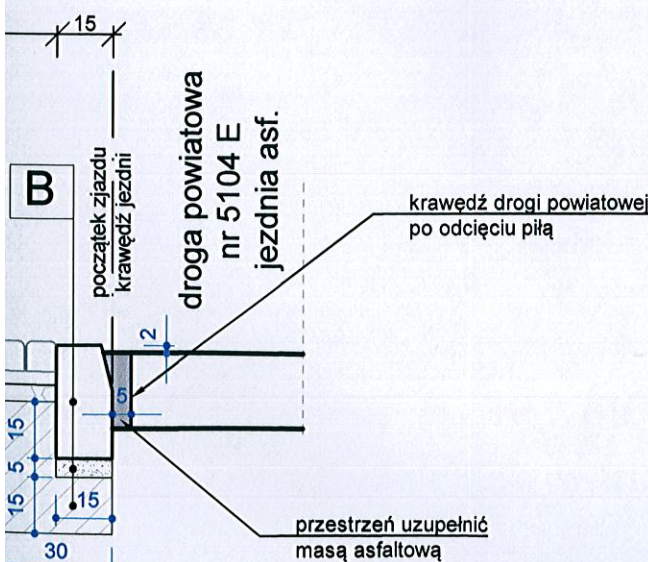 15
B
początek zjazdu
krawędź jezdni
droga powiatowa
nr 5104 E
jezdnia asf.
krawędź drogi powiatowej
po odcięciu piłą
2
5
15
5
15
15
30
przestrzeń uzupełnić
masą asfaltową